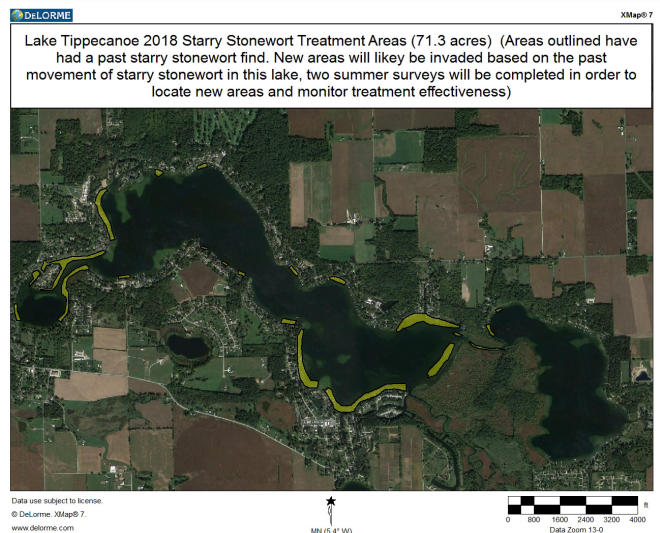 DELORME
XMap® 7
Lake Tippecanoe 2018 Starry Stonewort Treatment Areas (71.3 acres) (Areas outlined have
had a past starry stonewort find. New areas will likey be invaded based on the past
movement of starry stonewort in this lake, two summer surveys will be completed in order to
locate new areas and monitor treatment effectiveness)
Data use subject to license.
© DeLorme. XMap® 7.
www.delorme.com
MN (5.4° W)
ft
0 800 1600 2400 3200 4000
Data Zoom 13-0